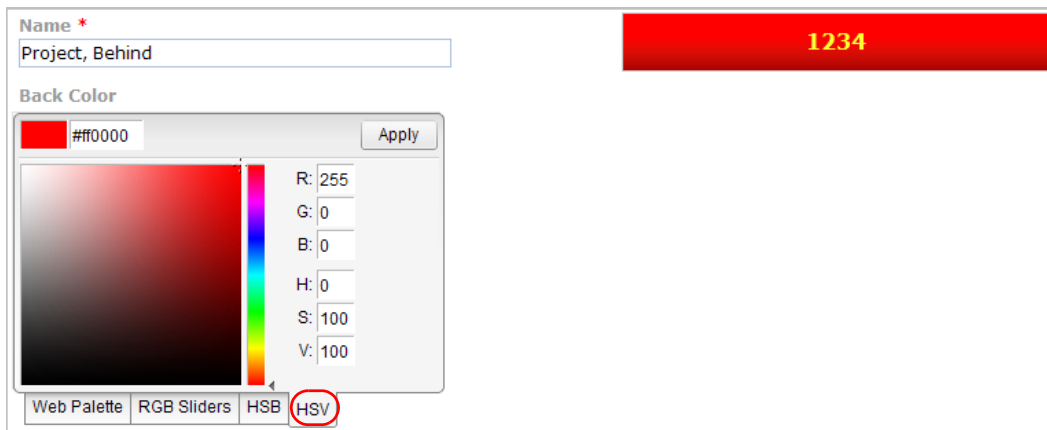 Name *
Project, Behind
1234
Back Color
#ff0000
Apply
R: 255
G: 0
B: 0
H: 0
S: 100
V: 100
Web Palette
RGB Sliders
HSB
HSV